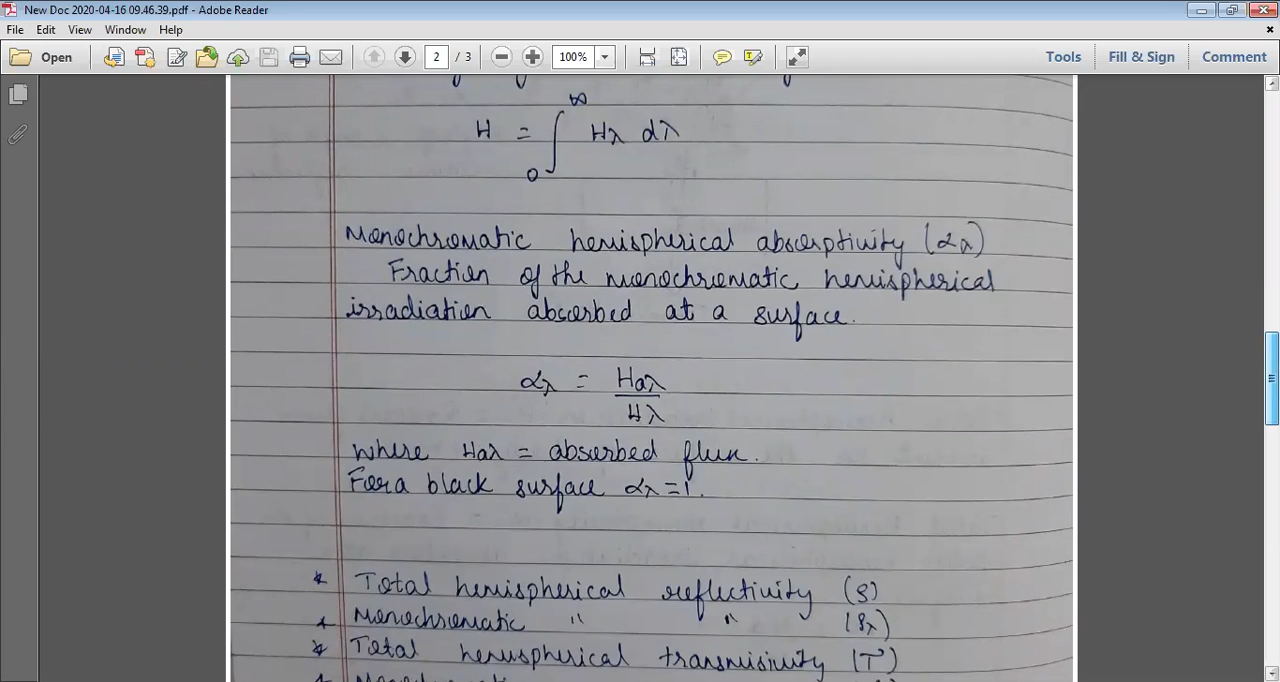 New Doc 2020-04-16 09.46.39.pdf - Adobe Reader
File Edit View Window Help
Open 2 / 3 100% Tools Fill & Sign Comment
H = ∫₀^∞ Hλ dλ
Monochromatic hemispherical absorptivity (αλ)
Fraction of the monochromatic hemispherical
irradiation absorbed at a surface.
αλ = Haλ / Hλ
where Haλ = absorbed flux.
For a black surface αλ = 1.
* Total hemispherical reflectivity (ρ)
* Monochromatic " " (ρλ)
* Total hemispherical transmisivity (τ)